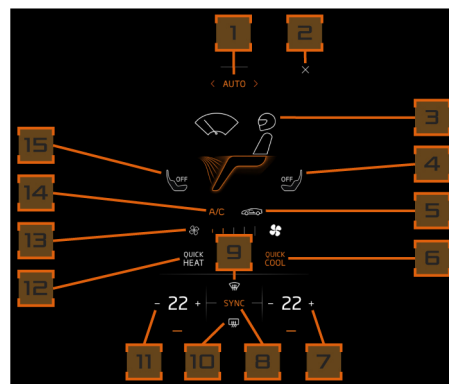 1 2
< AUTO >
3
15 OFF OFF 4
14 A/C 5
13
12 QUICK HEAT 9 QUICK COOL 6
- 22 + SYNC - 22 +
11 10 8 7